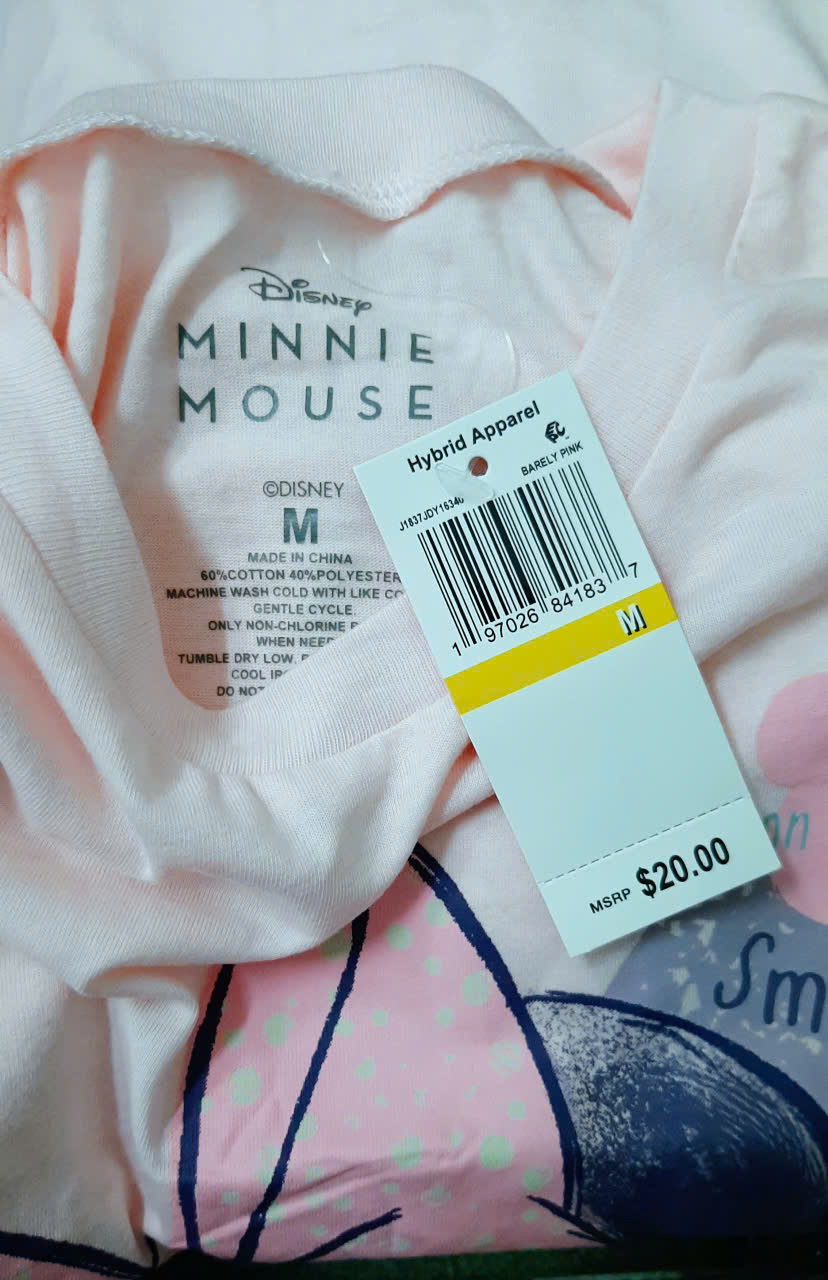 Disney
MINNIE
MOUSE
©DISNEY
M
MADE IN CHINA
60%COTTON 40%POLYESTER
MACHINE WASH COLD WITH LIKE
GENTLE CYCLE.
ONLY NON-CHLORINE
WHEN
TUMBLE DRY LOW.
COOL
DO NOT
Hybrid Apparel
BARELY PINK
J1837JDY16340
1 97026 84183 7
M
MSRP $20.00
Sm